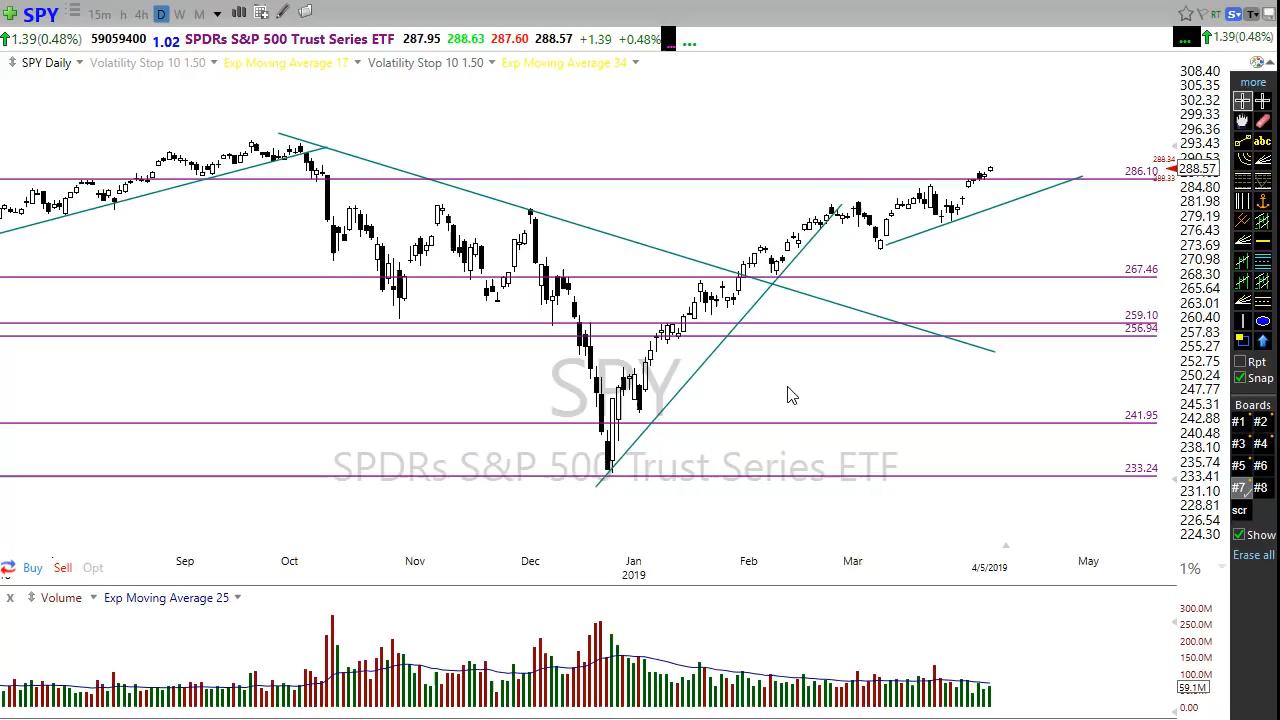 SPY 15m h 4h D W M RT S T
1.39(0.48%) 59059400 1.02 SPDRs S&P 500 Trust Series ETF 287.95 288.63 287.60 288.57 +1.39 +0.48% ... ... ... 1.39(0.48%)
SPY Daily Volatility Stop 10 1.50 Exp Moving Average 17 Volatility Stop 10 1.50 Exp Moving Average 34
308.40
305.35
302.32
299.33
296.36
293.43
288.34
288.57
286.10
288.33
284.80
281.98
279.19
276.43
273.69
270.98
267.46
268.30
265.64
263.01
259.10
260.40
256.94
257.83
255.27
252.75
250.24
247.77
245.31
241.95
242.88
240.48
238.10
235.74
233.24
233.41
231.10
228.81
226.54
224.30
SPY
SPDRs S&P 500 Trust Series ETF
Sep Oct Nov Dec Jan Feb Mar 4/5/2019 May
2019
Buy Sell Opt 1%
x Volume Exp Moving Average 25
300.0M
250.0M
200.0M
150.0M
100.0M
59.1M
0.00
more
abc
Rpt
Snap
Boards
#1 #2
#3 #4
#5 #6
#7 #8
scr
Show
Erase all